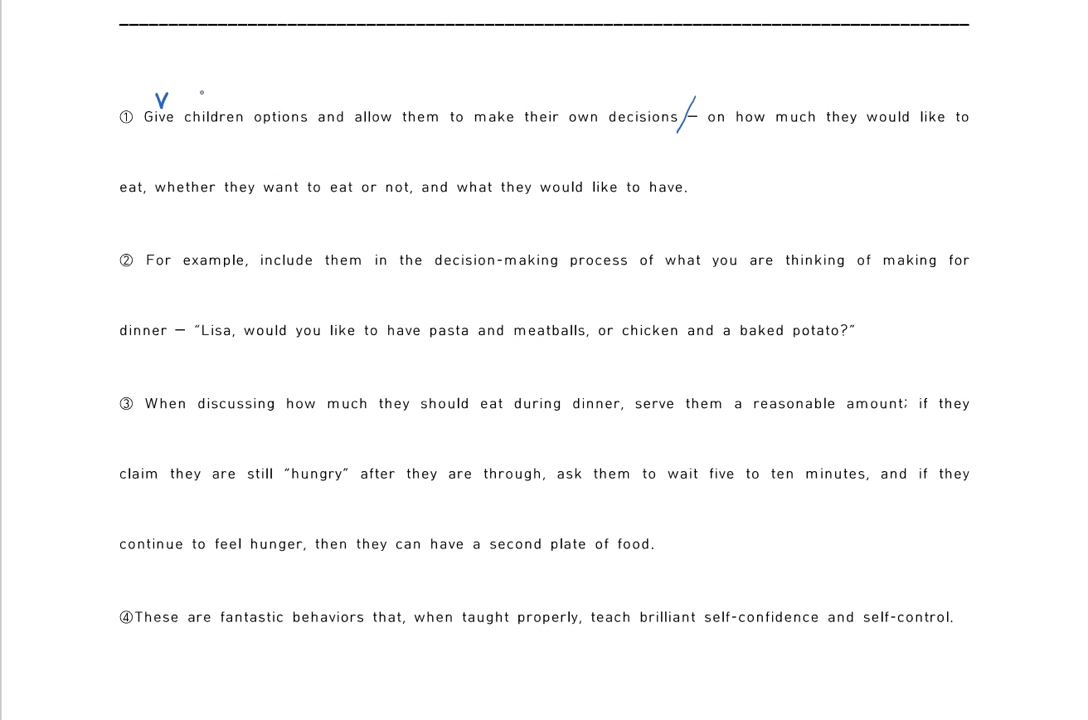 ① Give children options and allow them to make their own decisions – on how much they would like to
eat, whether they want to eat or not, and what they would like to have.
② For example, include them in the decision-making process of what you are thinking of making for
dinner – “Lisa, would you like to have pasta and meatballs, or chicken and a baked potato?”
③ When discussing how much they should eat during dinner, serve them a reasonable amount; if they
claim they are still “hungry” after they are through, ask them to wait five to ten minutes, and if they
continue to feel hunger, then they can have a second plate of food.
④These are fantastic behaviors that, when taught properly, teach brilliant self-confidence and self-control.